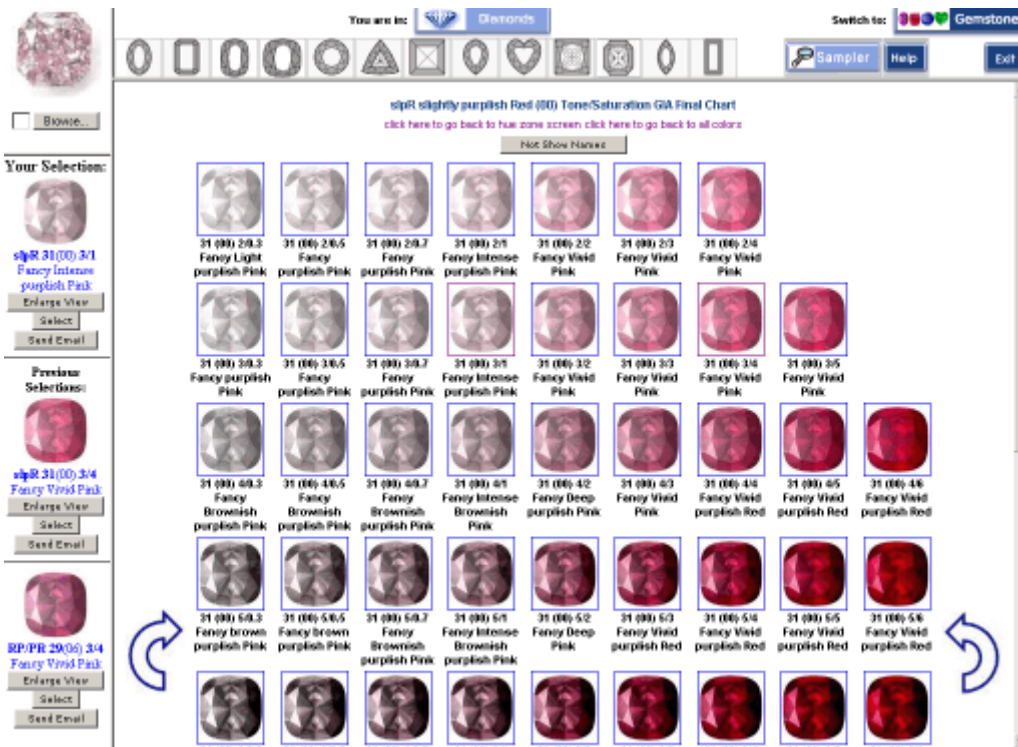 You are in:
Diamonds
Switch to:
Gemstone
Sampler
Help
Exit
Browse...
Your Selection:
slpR 31(00) 3/1
Fancy Intense
purplish Pink
Enlarge View
Select
Send Email
Previous
Selections:
slpR 31(00) 3/4
Fancy Vivid Pink
Enlarge View
Select
Send Email
RP/PR 29(06) 3/4
Fancy Vivid Pink
Enlarge View
Select
Send Email
slpR slightly purplish Red (00) Tone/Saturation GIA Final Chart
click here to go back to hue zone screen click here to go back to all colors
Not Show Names
31 (00) 2/0.3 31 (00) 2/0.5 31 (00) 2/0.7 31 (00) 2/1 31 (00) 2/2 31 (00) 2/3 31 (00) 2/4
Fancy Light Fancy Fancy Fancy Intense Fancy Vivid Fancy Vivid Fancy Vivid
purplish Pink purplish Pink purplish Pink purplish Pink Pink Pink Pink
31 (00) 3/0.3 31 (00) 3/0.5 31 (00) 3/0.7 31 (00) 3/1 31 (00) 3/2 31 (00) 3/3 31 (00) 3/4 31 (00) 3/5
Fancy purplish Fancy Fancy Fancy Intense Fancy Vivid Fancy Vivid Fancy Vivid Fancy Vivid
Pink purplish Pink purplish Pink purplish Pink Pink Pink Pink Pink
31 (00) 4/0.3 31 (00) 4/0.5 31 (00) 4/0.7 31 (00) 4/1 31 (00) 4/2 31 (00) 4/3 31 (00) 4/4 31 (00) 4/5 31 (00) 4/6
Fancy Fancy Fancy Fancy Intense Fancy Deep Fancy Vivid Fancy Vivid Fancy Vivid Fancy Vivid
Brownish Brownish Brownish Brownish purplish Pink Pink purplish Red purplish Red purplish Red
purplish Pink purplish Pink purplish Pink Pink
31 (00) 5/0.3 31 (00) 5/0.5 31 (00) 5/0.7 31 (00) 5/1 31 (00) 5/2 31 (00) 5/3 31 (00) 5/4 31 (00) 5/5 31 (00) 5/6
Fancy brown Fancy brown Fancy Fancy Intense Fancy Deep Fancy Vivid Fancy Vivid Fancy Vivid Fancy Vivid
purplish Pink purplish Pink Brownish Brownish Pink purplish Red purplish Red purplish Red purplish Red
purplish Pink purplish Pink